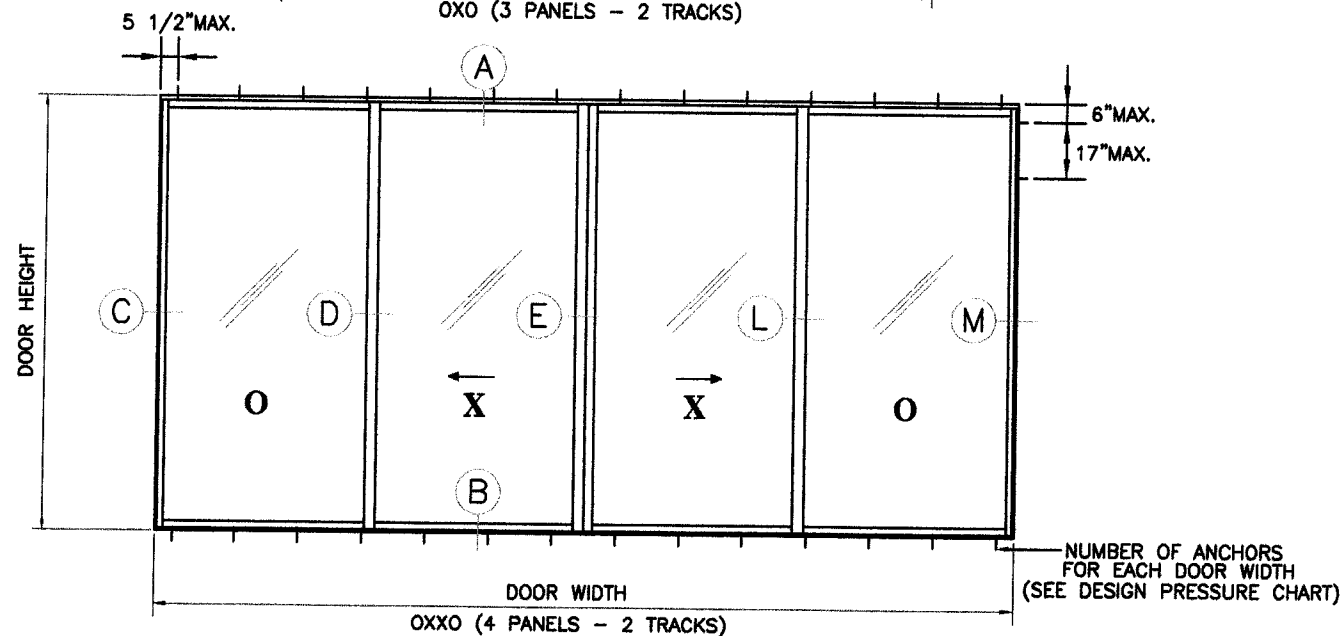 OXO (3 PANELS - 2 TRACKS)
5 1/2"MAX.
A
6"MAX.
17"MAX.
DOOR HEIGHT
C
D
E
L
M
O
X
X
O
B
NUMBER OF ANCHORS
FOR EACH DOOR WIDTH
(SEE DESIGN PRESSURE CHART)
DOOR WIDTH
OXXO (4 PANELS - 2 TRACKS)